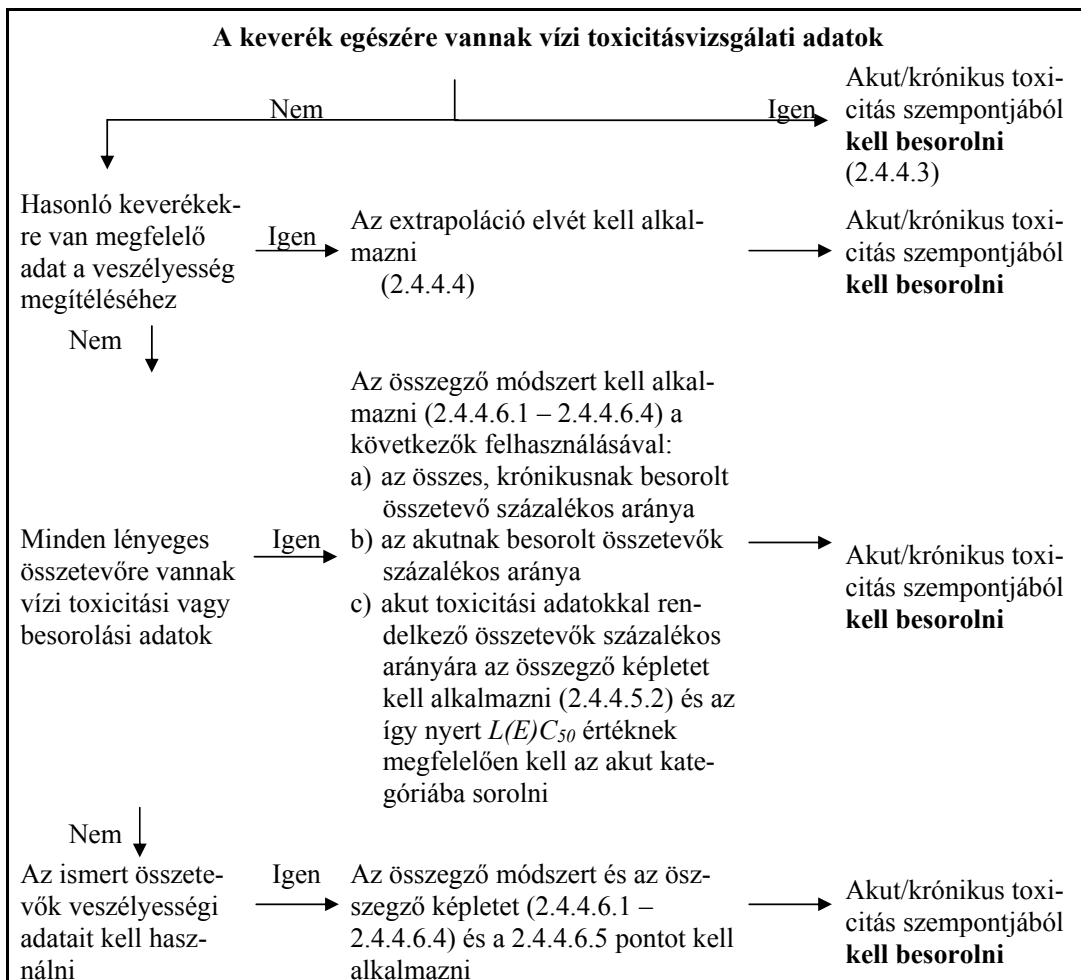 A keverék egészére vannak vízi toxicitásvizsgálati adatok
Nem
Igen
Akut/krónikus toxi-
citás szempontjából
kell besorolni
(2.4.4.3)
Hasonló keverékek-
re van megfelelő
adat a veszélyesség
megítéléséhez
Igen
Az extrapoláció elvét kell alkal-
mazni
(2.4.4.4)
Akut/krónikus toxi-
citás szempontjából
kell besorolni
Nem
Minden lényeges
összetevőre vannak
vízi toxicitási vagy
besorolási adatok
Igen
Az összegző módszert kell alkal-
mazni (2.4.4.6.1 – 2.4.4.6.4) a
következők felhasználásával:
a) az összes, krónikusnak besorolt
összetevő százalékos aránya
b) az akutnak besorolt összetevők
százalékos aránya
c) akut toxicitási adatokkal ren-
delkező összetevők százalékos
arányára az összegző képletet
kell alkalmazni (2.4.4.5.2) és az
így nyert L(E)C50 értéknek
megfelelően kell az akut kate-
góriába sorolni
Akut/krónikus toxi-
citás szempontjából
kell besorolni
Nem
Az ismert összete-
vők veszélyességi
adatait kell hasz-
nálni
Igen
Az összegző módszert és az ösz-
szegző képletet (2.4.4.6.1 –
2.4.4.6.4) és a 2.4.4.6.5 pontot kell
alkalmazni
Akut/krónikus toxi-
citás szempontjából
kell besorolni